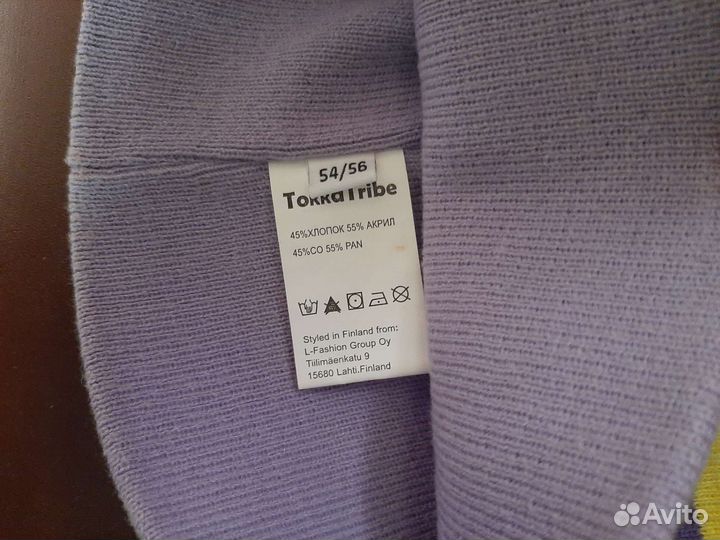 54/56
TokkaTribe
45%ХЛОПОК 55% АКРИЛ
45%CO 55% PAN
Styled in Finland from:
L-Fashion Group Oy
Tiilimäenkatu 9
15680 Lahti.Finland
Avito